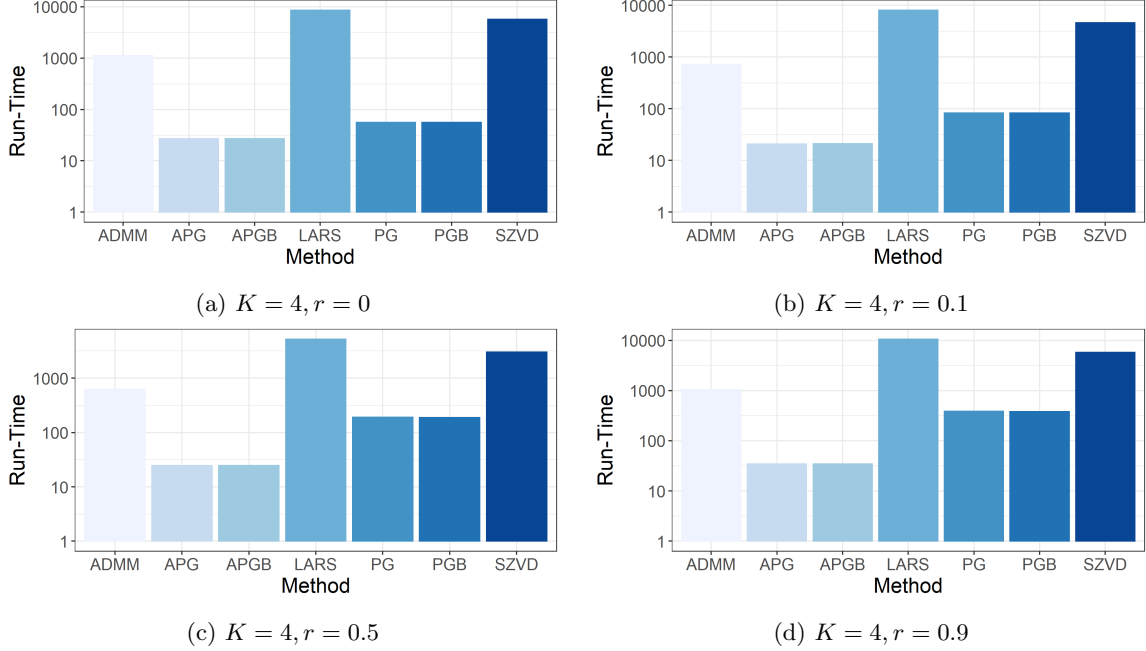 10000
1000
100
10
1
Run-Time
ADMM APG APGB LARS PG PGB SZVD
Method
(a) K = 4, r = 0
10000
1000
100
10
1
Run-Time
ADMM APG APGB LARS PG PGB SZVD
Method
(b) K = 4, r = 0.1
1000
100
10
1
Run-Time
ADMM APG APGB LARS PG PGB SZVD
Method
(c) K = 4, r = 0.5
10000
1000
100
10
1
Run-Time
ADMM APG APGB LARS PG PGB SZVD
Method
(d) K = 4, r = 0.9